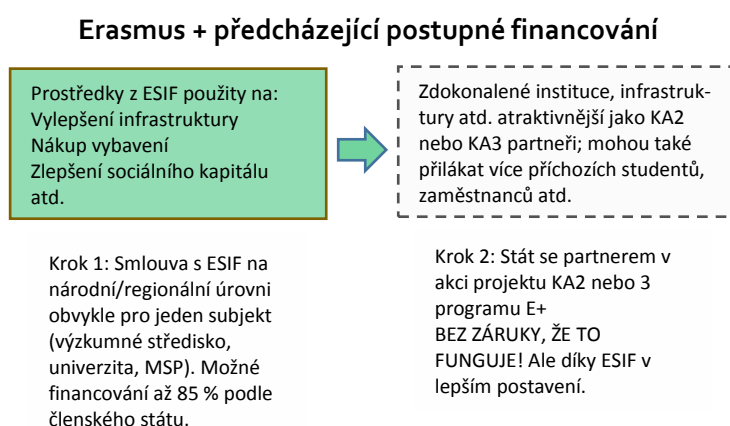 Erasmus + předcházející postupné financování
Prostředky z ESIF použity na:
Vylepšení infrastruktury
Nákup vybavení
Zlepšení sociálního kapitálu
atd.
Zdokonalené instituce, infrastruk-
tury atd. atraktivnější jako KA2
nebo KA3 partneři; mohou také
přilákat více příchozích studentů,
zaměstnanců atd.
Krok 1: Smlouva s ESIF na
národní/regionální úrovni
obvykle pro jeden subjekt
(výzkumné středisko,
univerzita, MSP). Možné
financování až 85 % podle
členského státu.
Krok 2: Stát se partnerem v
akci projektu KA2 nebo 3
programu E+
BEZ ZÁRUKY, ŽE TO
FUNGUJE! Ale díky ESIF v
lepším postavení.